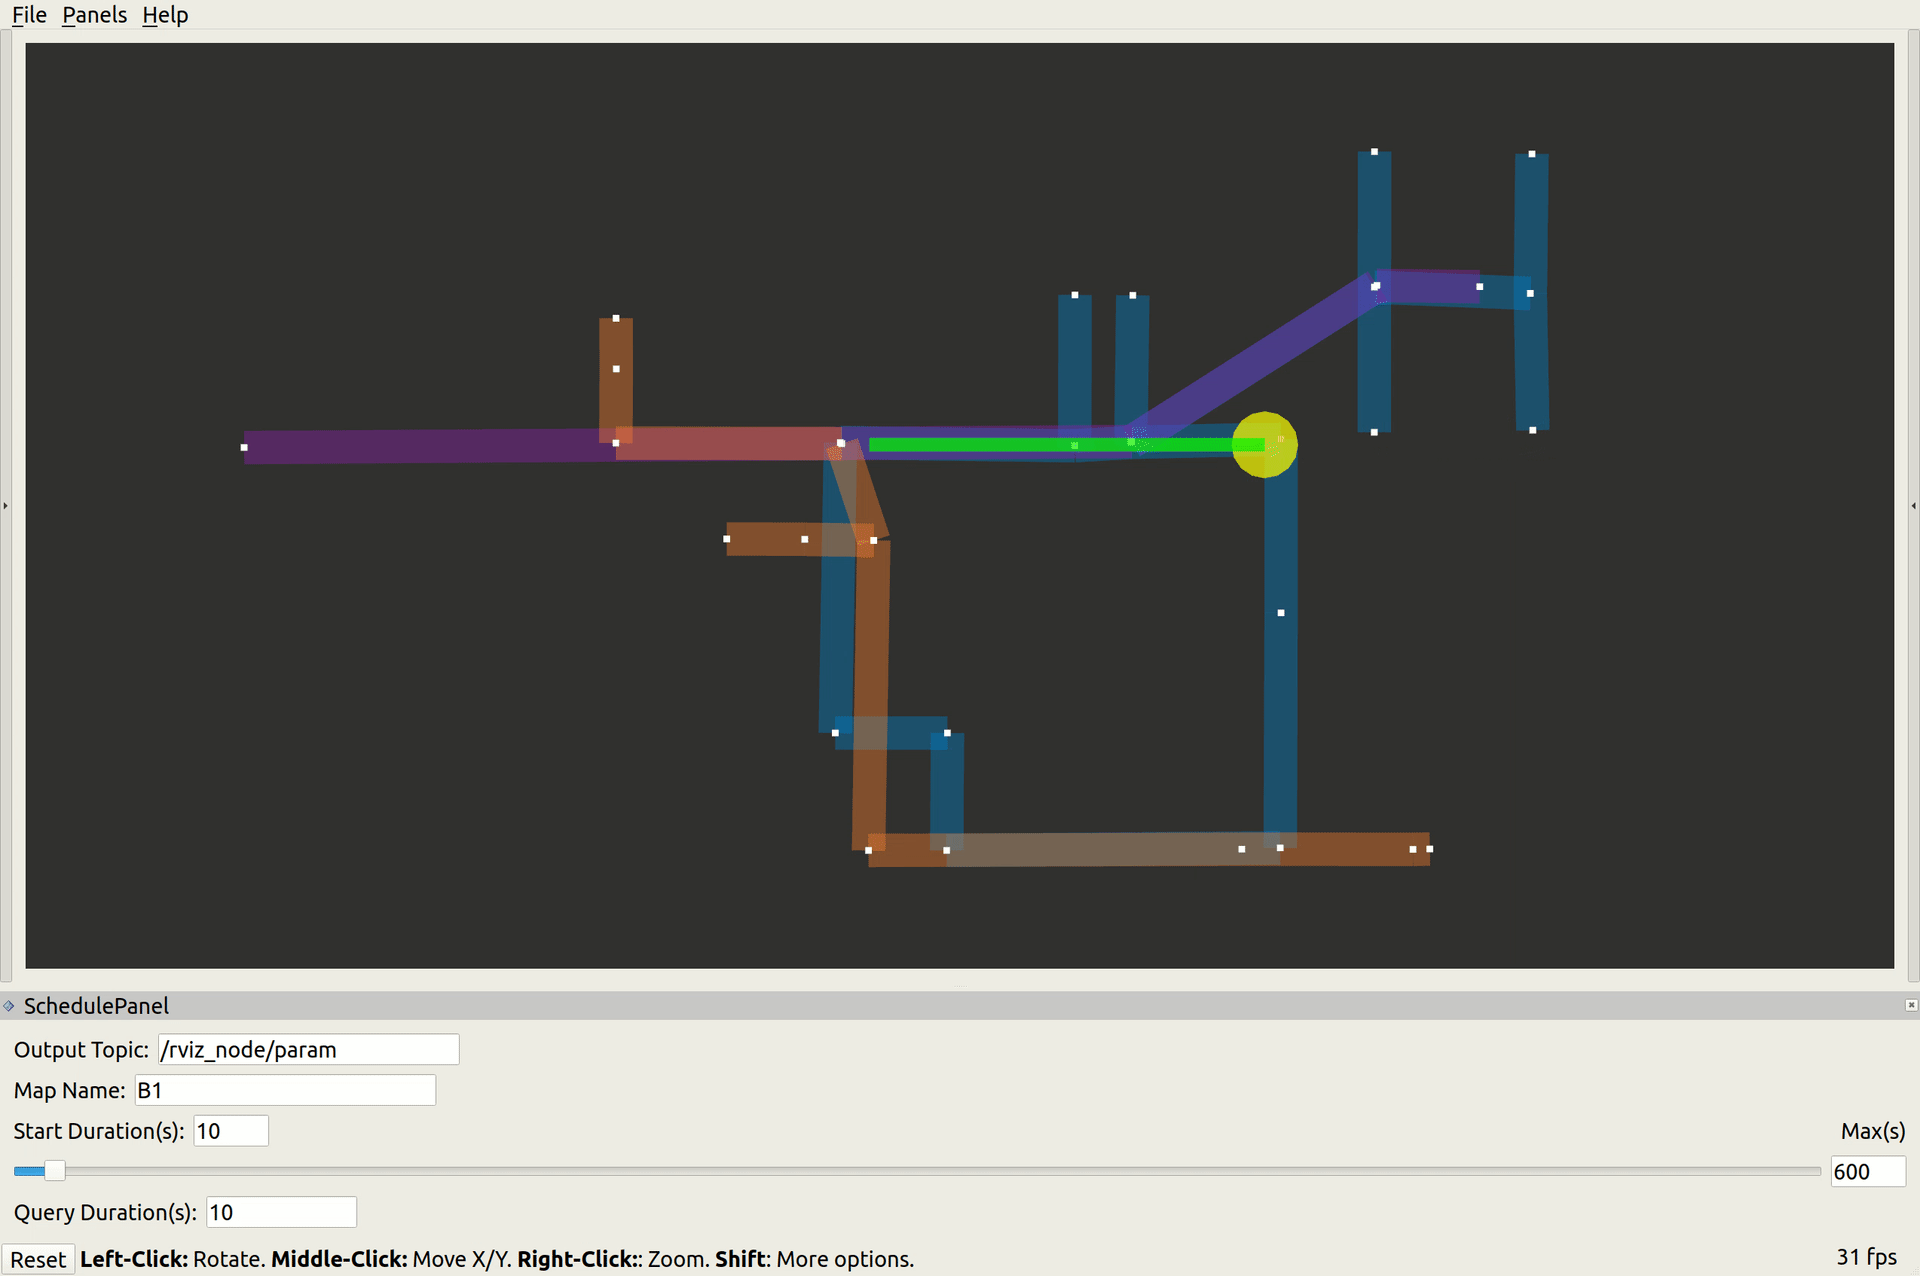 File Panels Help
SchedulePanel
Output Topic: /rviz_node/param
Map Name: B1
Start Duration(s): 10 Max(s)
600
Query Duration(s): 10
Reset Left-Click: Rotate. Middle-Click: Move X/Y. Right-Click:: Zoom. Shift: More options. 31 fps